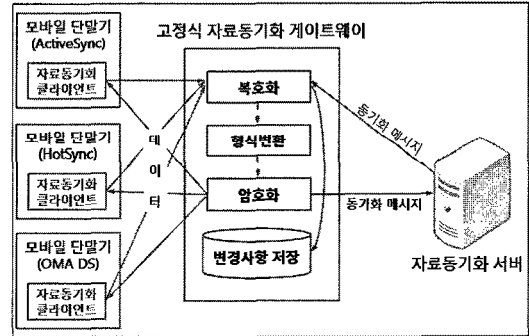 모바일 단말기
(ActiveSync)
자료동기화
클라이언트
모바일 단말기
(HotSync)
자료동기화
클라이언트
모바일 단말기
(OMA DS)
자료동기화
클라이언트
데
이
터
고정식 자료동기화 게이트웨이
복호화
형식변환
암호화
변경사항 저장
동기화 메시지
동기화 메시지
자료동기화 서버